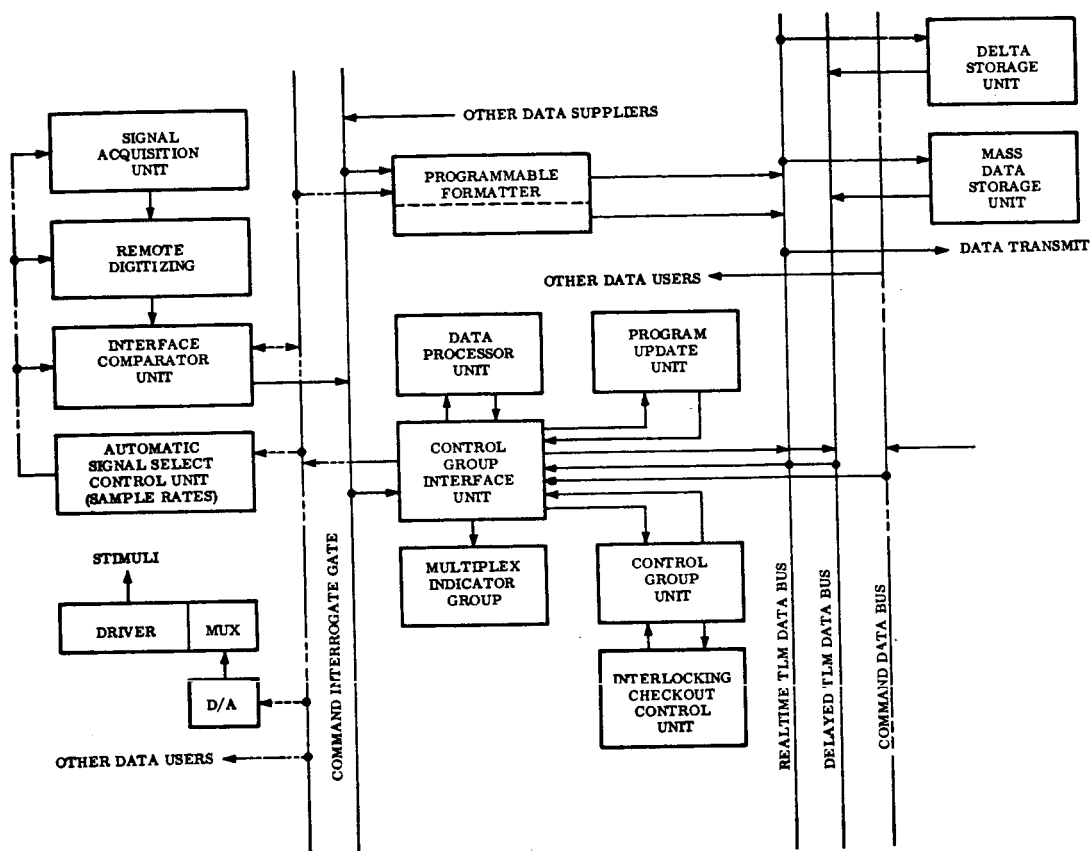 DELTA
STORAGE
UNIT
OTHER DATA SUPPLIERS
SIGNAL
ACQUISITION
UNIT
PROGRAMMABLE
FORMATTER
MASS
DATA
STORAGE
UNIT
REMOTE
DIGITIZING
DATA TRANSMIT
OTHER DATA USERS
INTERFACE
COMPARATOR
UNIT
DATA
PROCESSOR
UNIT
PROGRAM
UPDATE
UNIT
AUTOMATIC
SIGNAL SELECT
CONTROL UNIT
(SAMPLE RATES)
CONTROL
GROUP
INTERFACE
UNIT
STIMULI
DRIVER
MUX
D/A
MULTIPLEX
INDICATOR
GROUP
CONTROL
GROUP
UNIT
INTERLOCKING
CHECKOUT
CONTROL
UNIT
OTHER DATA USERS
COMMAND INTERROGATE GATE
REALTIME TLM DATA BUS
DELAYED TLM DATA BUS
COMMAND DATA BUS